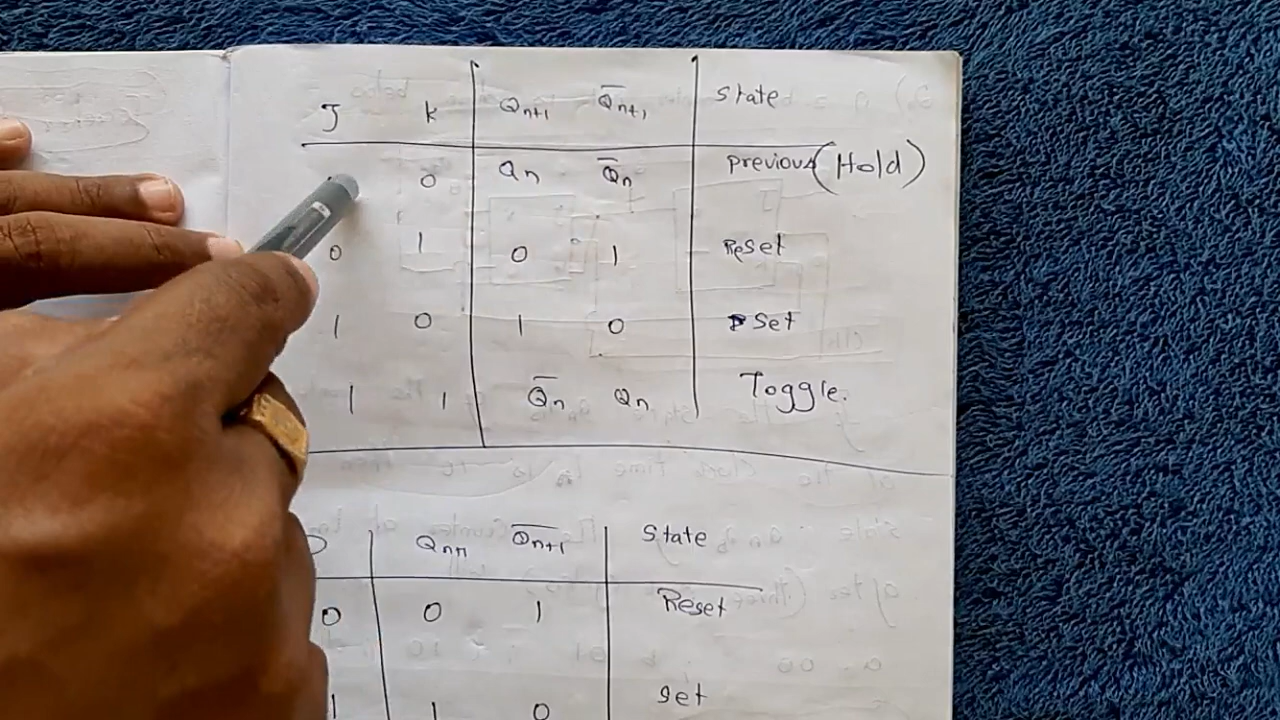 J K Qn+1 Q̅n+1 State
0 Qn Q̅n previous (Hold)
0 1 0 1 Reset
1 0 1 0 Set
1 1 Q̅n Qn Toggle.
D Qn+1 Q̅n+1 State
0 0 1 Reset
1 1 0 Set